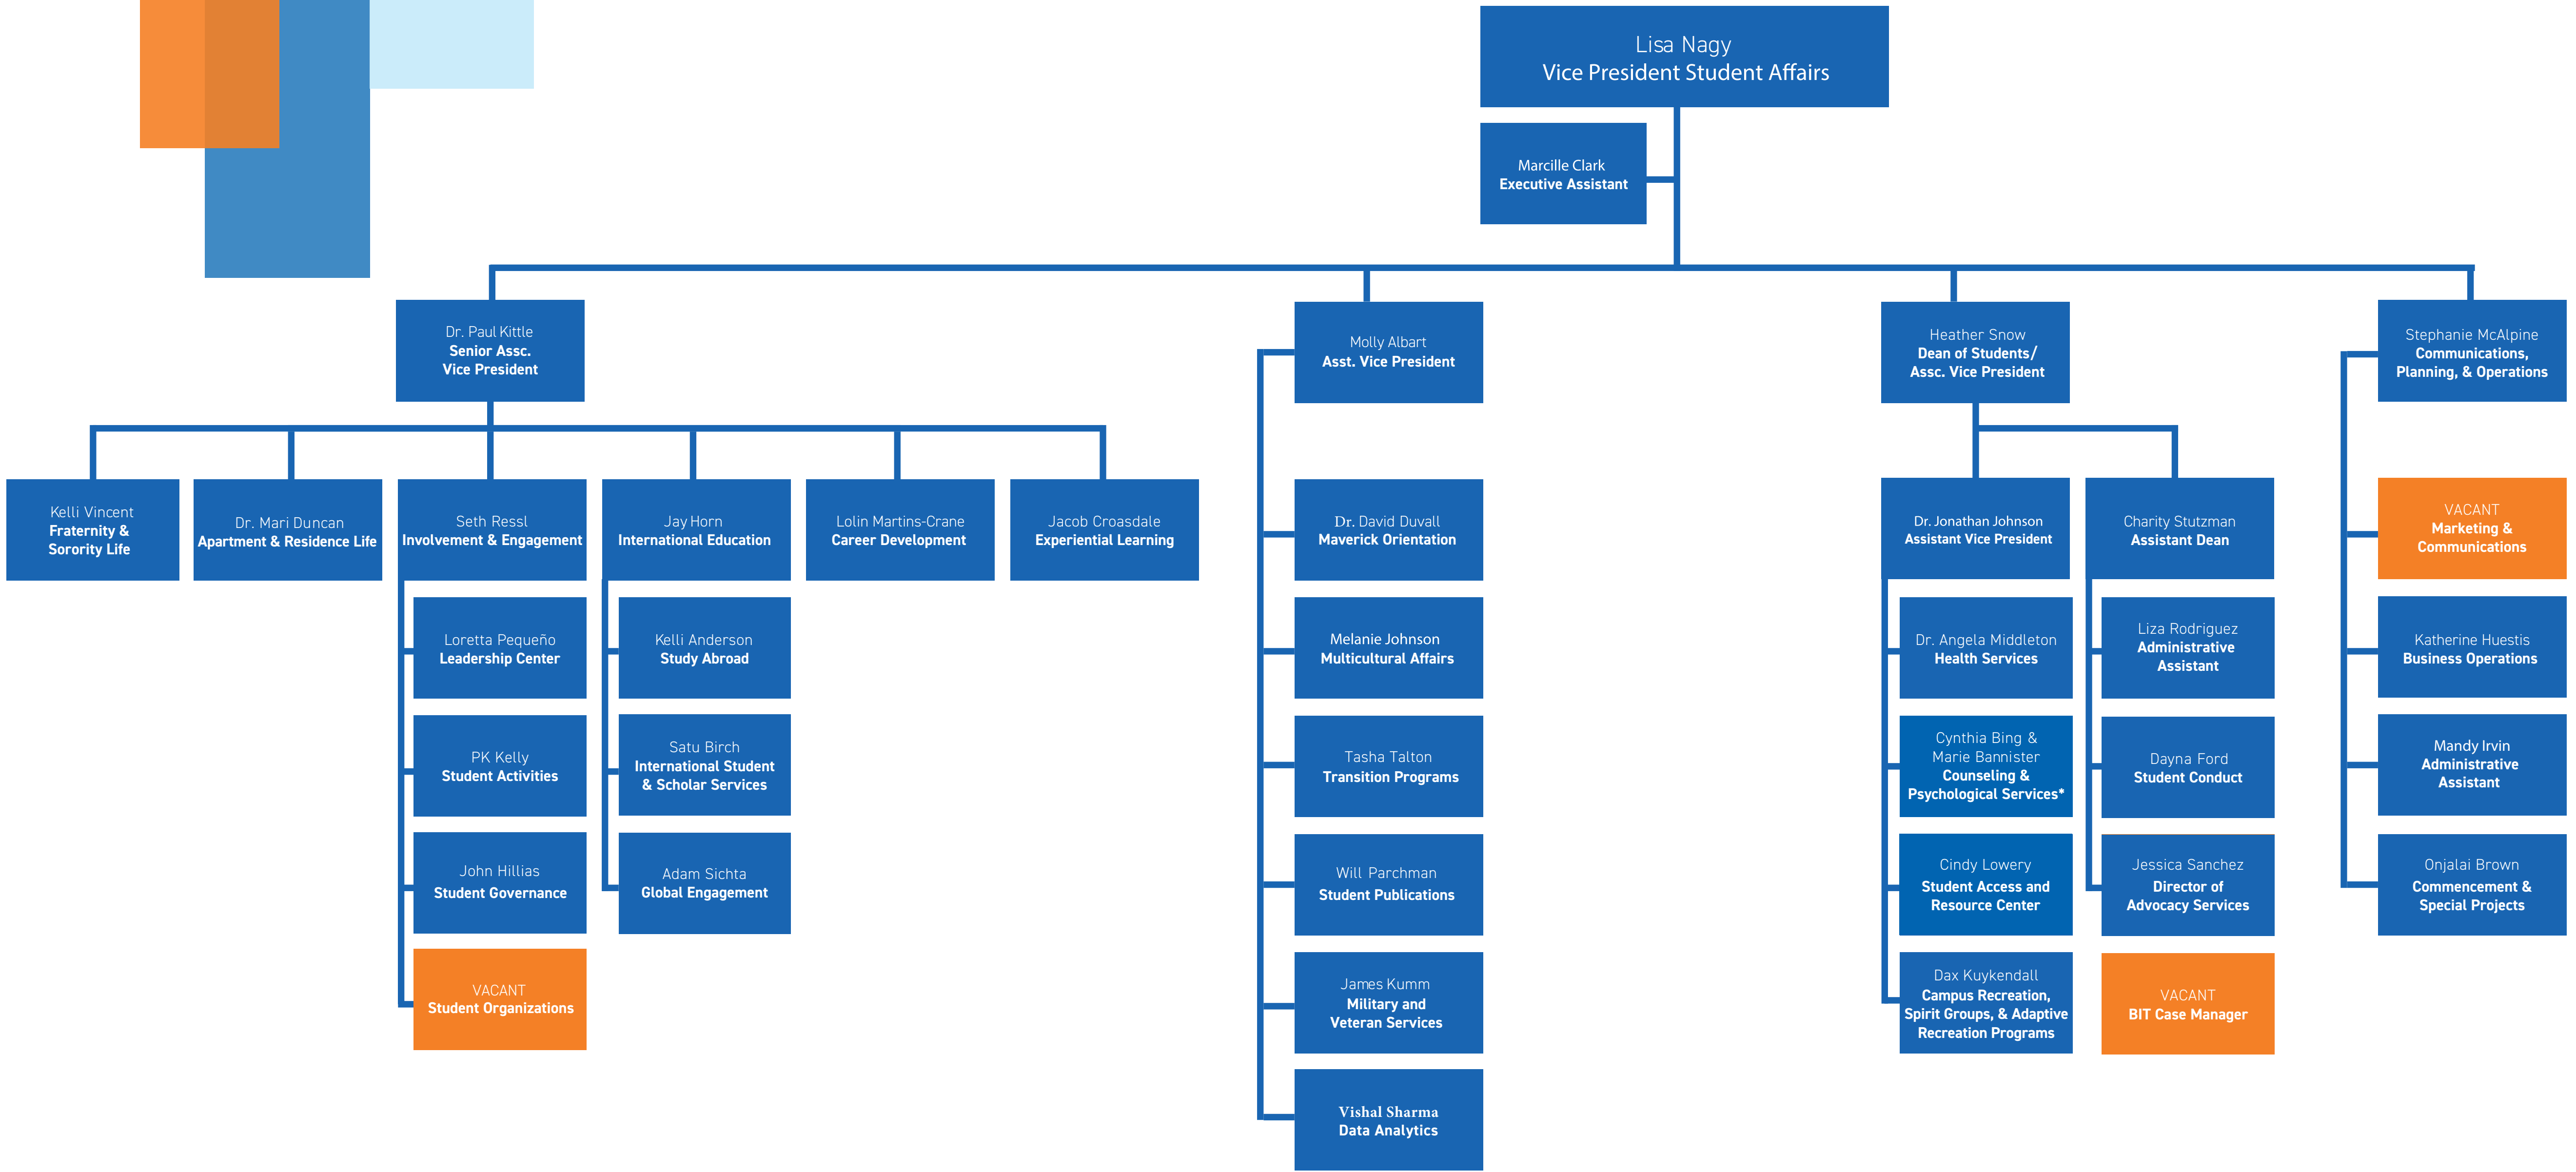 Lisa Nagy
Vice President Student Affairs
Marcille Clark
Executive Assistant
Dr. Paul Kittle
Senior Assc.
Vice President
Molly Albart
Asst. Vice President
Heather Snow
Dean of Students/
Assc. Vice President
Stephanie McAlpine
Communications,
Planning, & Operations
Kelli Vincent
Fraternity &
Sorority Life
Dr. Mari Duncan
Apartment & Residence Life
Seth Ressl
Involvement & Engagement
Jay Horn
International Education
Lolin Martins-Crane
Career Development
Jacob Croasdale
Experiential Learning
Loretta Pequeño
Leadership Center
PK Kelly
Student Activities
John Hillias
Student Governance
VACANT
Student Organizations
Kelli Anderson
Study Abroad
Satu Birch
International Student
& Scholar Services
Adam Sichta
Global Engagement
Dr. David Duvall
Maverick Orientation
Melanie Johnson
Multicultural Affairs
Tasha Talton
Transition Programs
Will Parchman
Student Publications
James Kumm
Military and
Veteran Services
Vishal Sharma
Data Analytics
Dr. Jonathan Johnson
Assistant Vice President
Dr. Angela Middleton
Health Services
Cynthia Bing &
Marie Bannister
Counseling &
Psychological Services*
Cindy Lowery
Student Access and
Resource Center
Dax Kuykendall
Campus Recreation,
Spirit Groups, & Adaptive
Recreation Programs
Charity Stutzman
Assistant Dean
Liza Rodriguez
Administrative
Assistant
Dayna Ford
Student Conduct
Jessica Sanchez
Director of
Advocacy Services
VACANT
BIT Case Manager
VACANT
Marketing &
Communications
Katherine Huestis
Business Operations
Mandy Irvin
Administrative
Assistant
Onjalai Brown
Commencement &
Special Projects